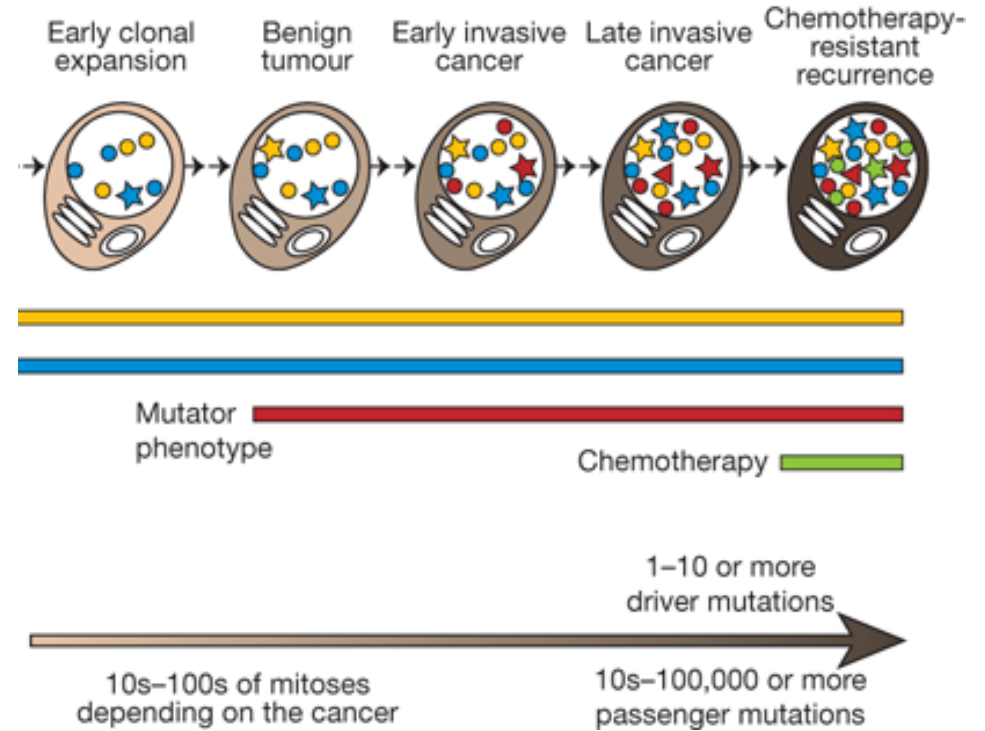 Early clonal
expansion
Benign
tumour
Early invasive
cancer
Late invasive
cancer
Chemotherapy-
resistant
recurrence
Mutator
phenotype
Chemotherapy
1–10 or more
driver mutations
10s–100s of mitoses
depending on the cancer
10s–100,000 or more
passenger mutations